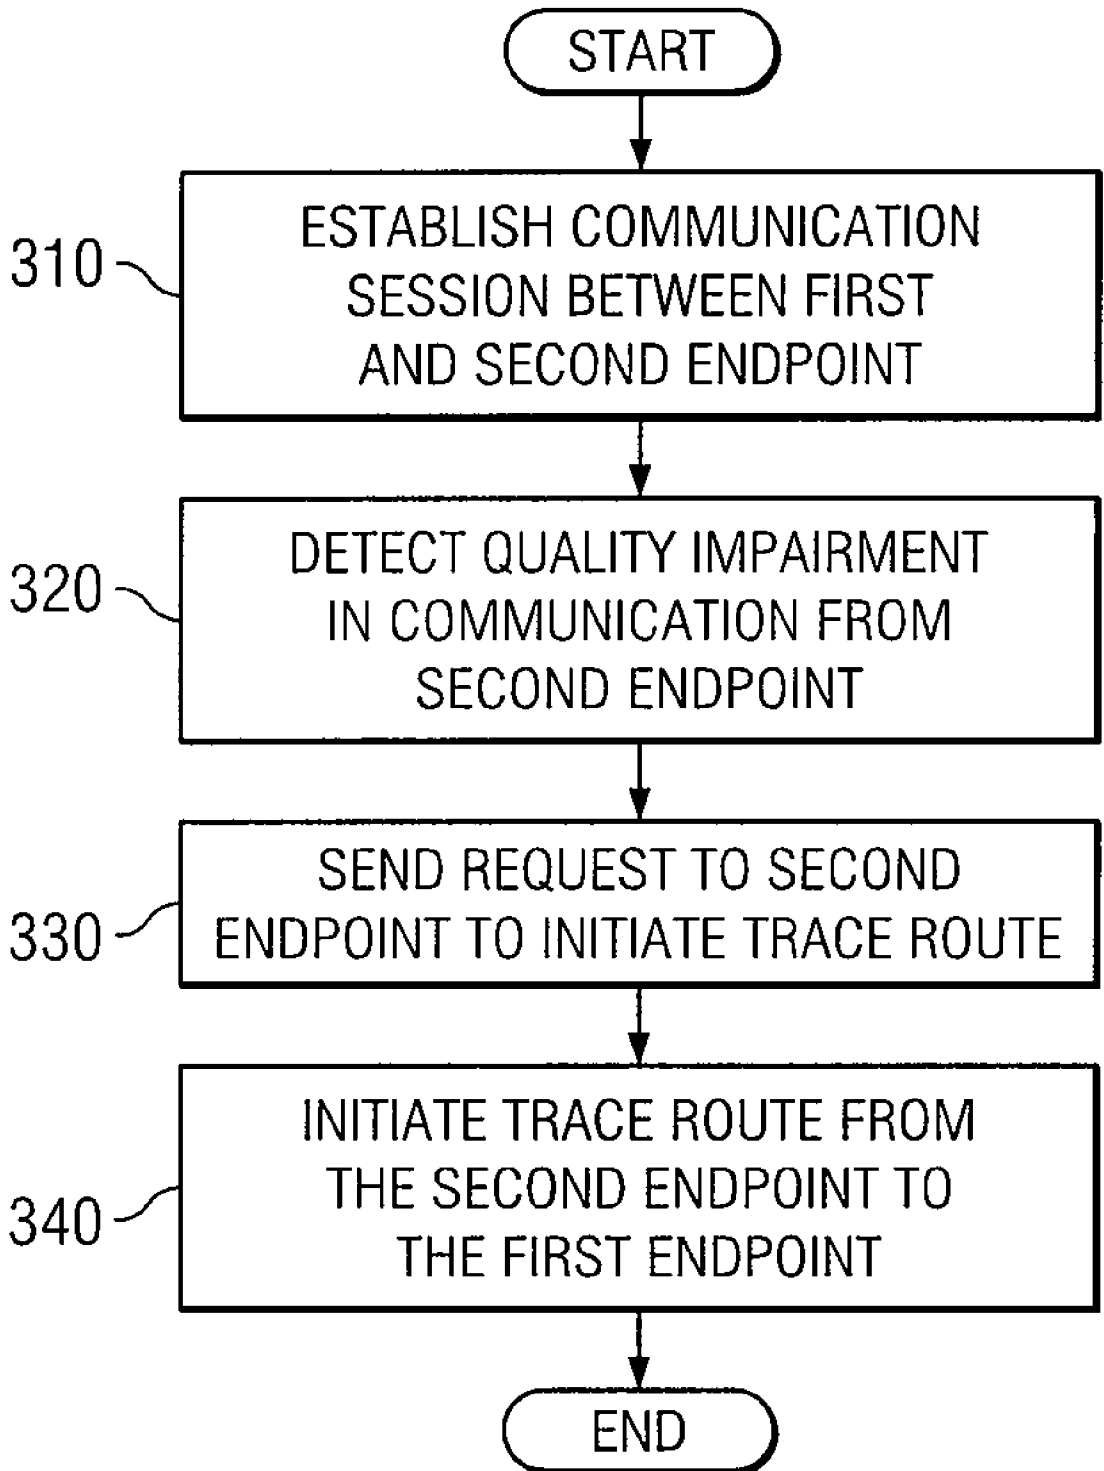 START
310
ESTABLISH COMMUNICATION
SESSION BETWEEN FIRST
AND SECOND ENDPOINT
320
DETECT QUALITY IMPAIRMENT
IN COMMUNICATION FROM
SECOND ENDPOINT
330
SEND REQUEST TO SECOND
ENDPOINT TO INITIATE TRACE ROUTE
340
INITIATE TRACE ROUTE FROM
THE SECOND ENDPOINT TO
THE FIRST ENDPOINT
END